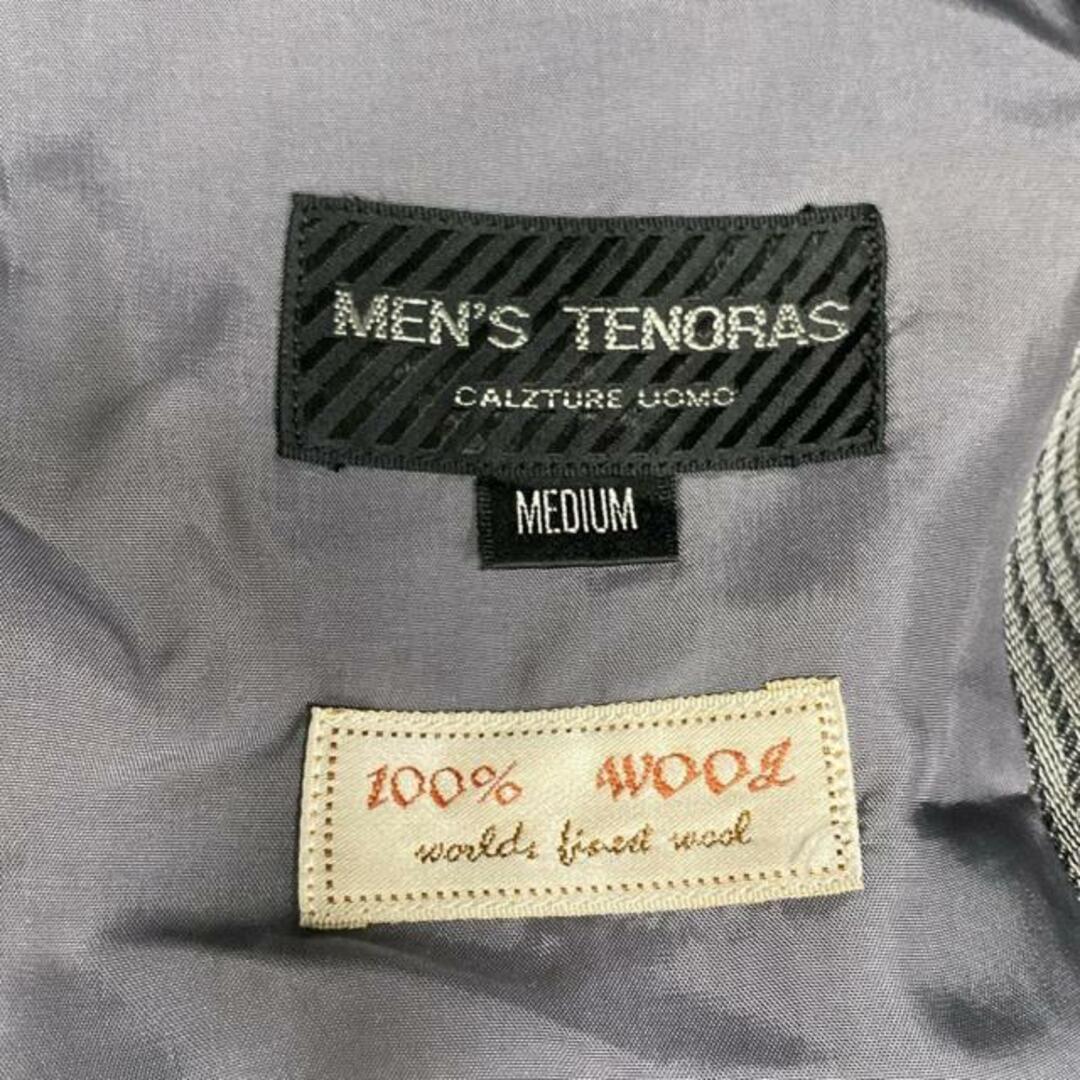 MEN'S TENORAS
CALZTURE UOMO
MEDIUM
100% WOOL
worlds finest wool